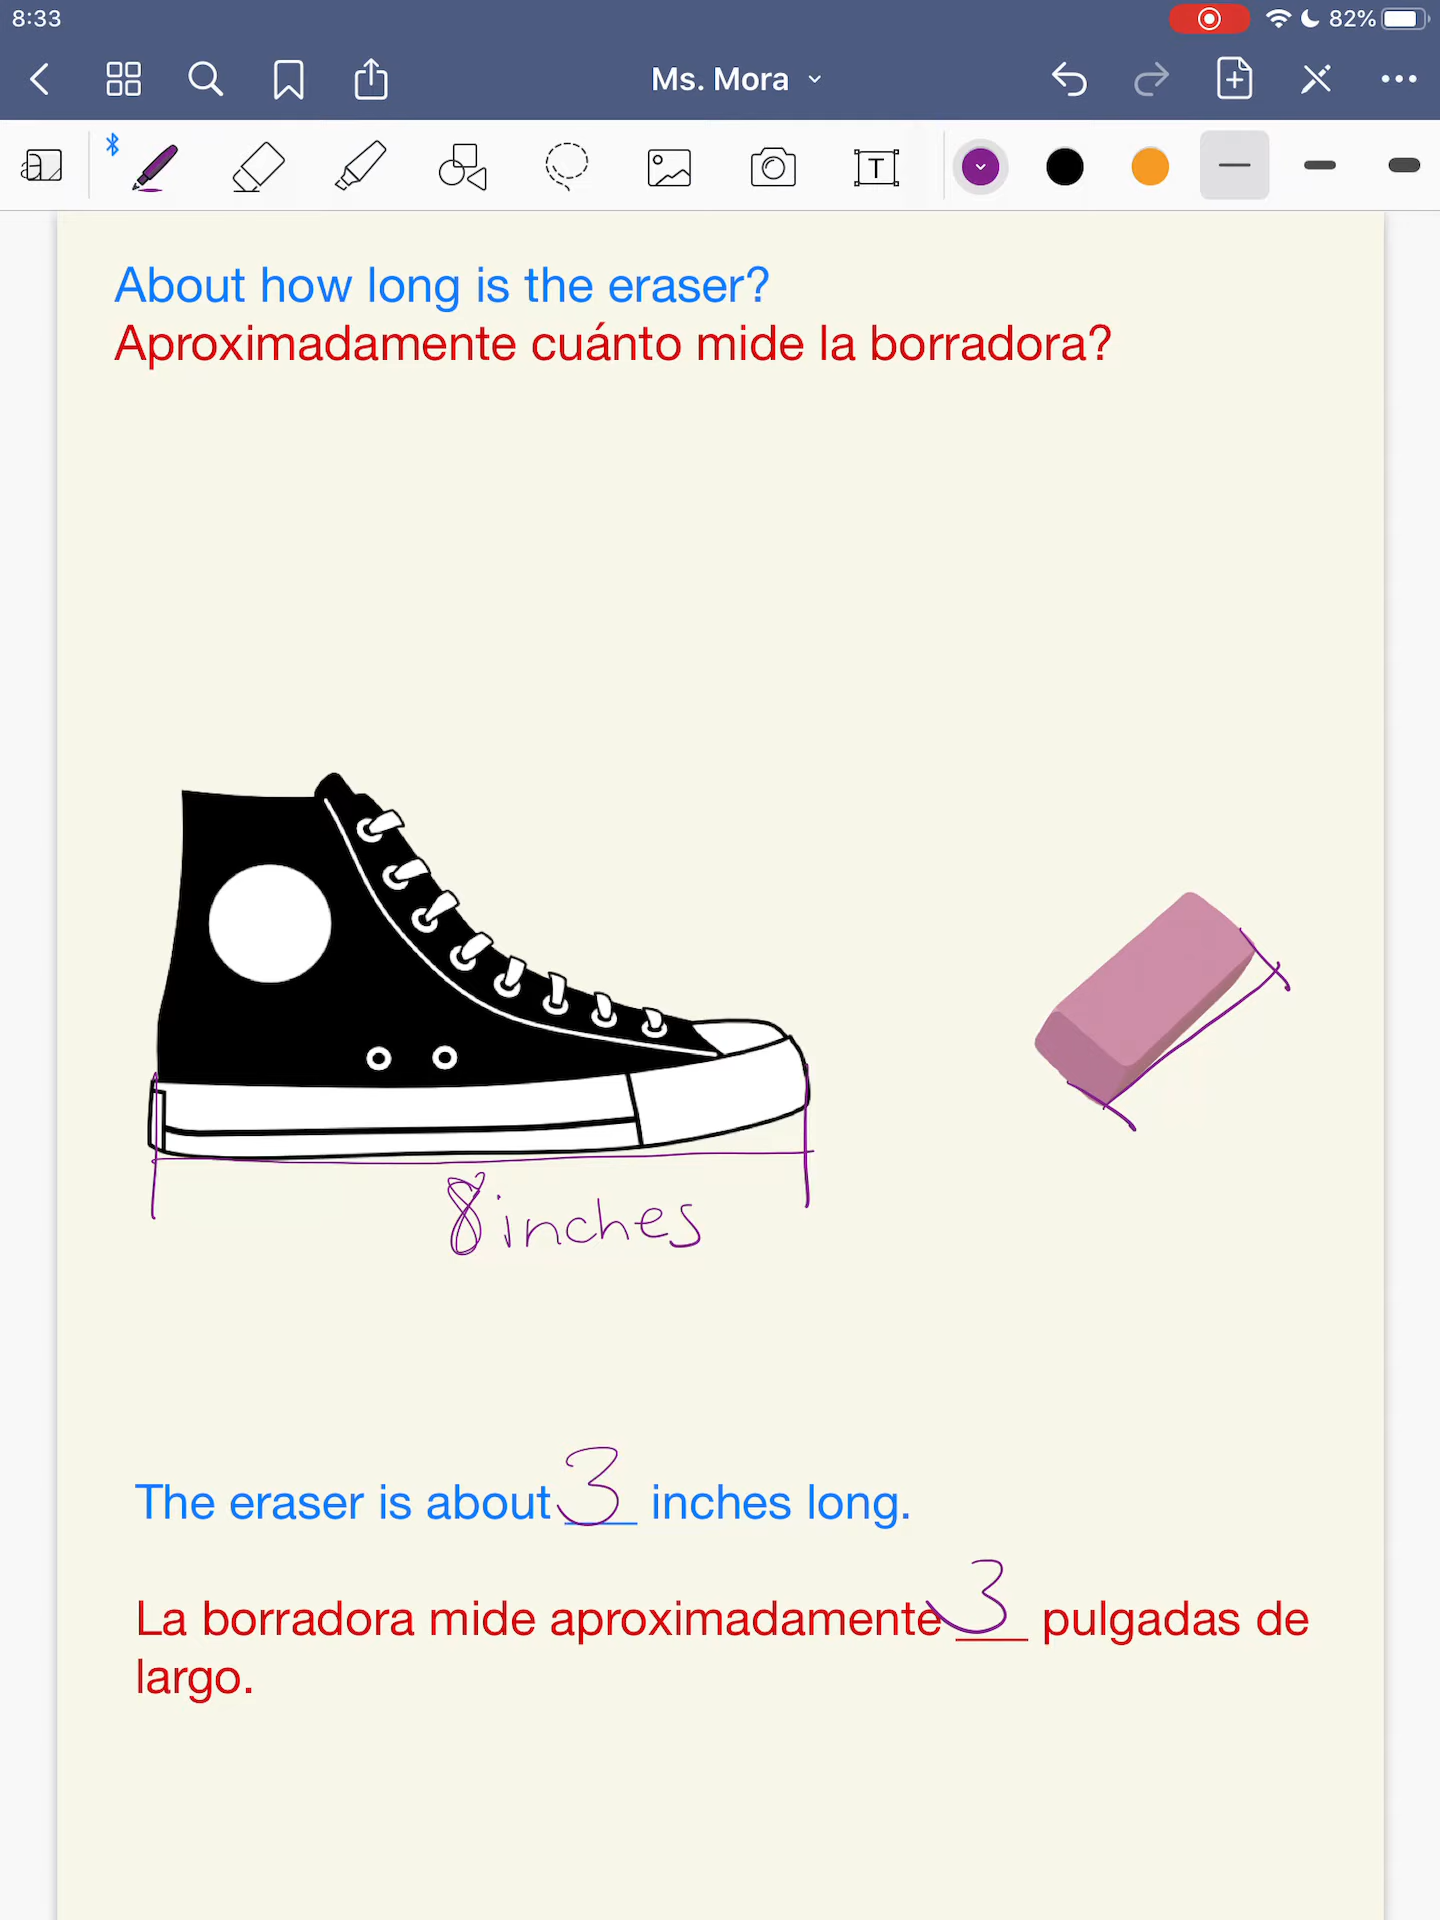 8:33
82%
Ms. Mora
a
T
About how long is the eraser?
Aproximadamente cuánto mide la borradora?
8 inches
The eraser is about 3 inches long.
La borradora mide aproximadamente 3 pulgadas de
largo.